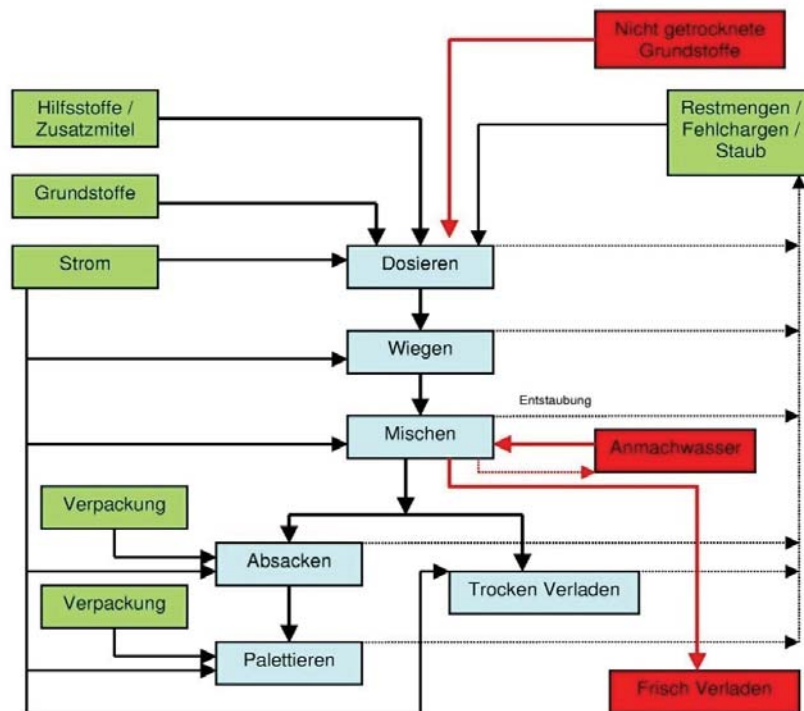 Nicht getrocknete
Grundstoffe
Hilfsstoffe /
Zusatzmitel
Restmengen /
Fehlchargen /
Staub
Grundstoffe
Strom
Dosieren
Wiegen
Entstaubung
Mischen
Anmachwasser
Verpackung
Absacken
Trocken Verladen
Verpackung
Palettieren
Frisch Verladen